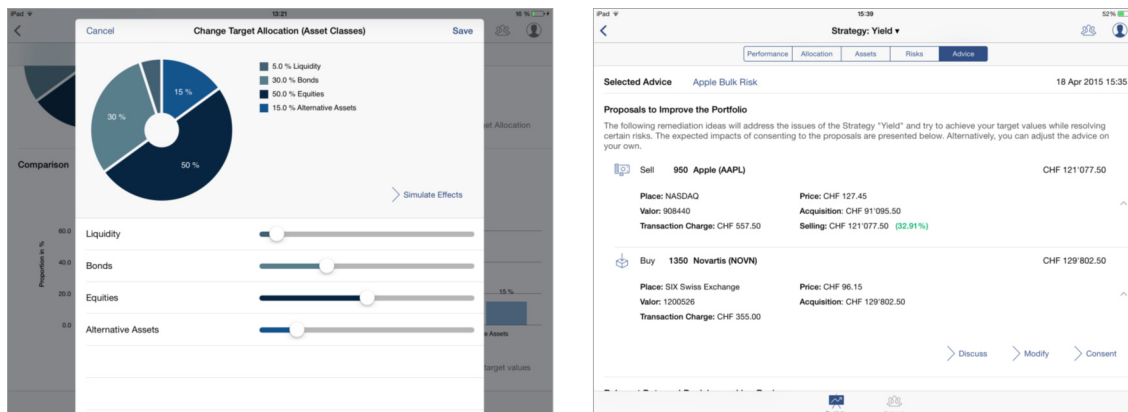 iPad
13:21
16 %
Cancel
Change Target Allocation (Asset Classes)
Save
5.0 % Liquidity
30.0 % Bonds
50.0 % Equities
15.0 % Alternative Assets
15 %
30 %
50 %
Allocation
Comparison
Simulate Effects
Proportion in %
60.0
40.0
20.0
0.0
Liquidity
Bonds
Equities
Alternative Assets
15 %
Assets
target values
iPad
15:39
52%
Strategy: Yield ▾
Performance
Allocation
Assets
Risks
Advice
Selected Advice
Apple Bulk Risk
18 Apr 2015 15:35
Proposals to Improve the Portfolio
The following remediation ideas will address the issues of the Strategy "Yield" and try to achieve your target values while resolving
certain risks. The expected impacts of consenting to the proposals are presented below. Alternatively, you can adjust the advice on
your own.
Sell 950 Apple (AAPL) CHF 121'077.50
Place: NASDAQ Price: CHF 127.45
Valor: 908440 Acquisition: CHF 91'095.50
Transaction Charge: CHF 557.50 Selling: CHF 121'077.50 (32.91%)
Buy 1350 Novartis (NOVN) CHF 129'802.50
Place: SIX Swiss Exchange Price: CHF 96.15
Valor: 1200526 Acquisition: CHF 129'802.50
Transaction Charge: CHF 355.00
Discuss
Modify
Consent